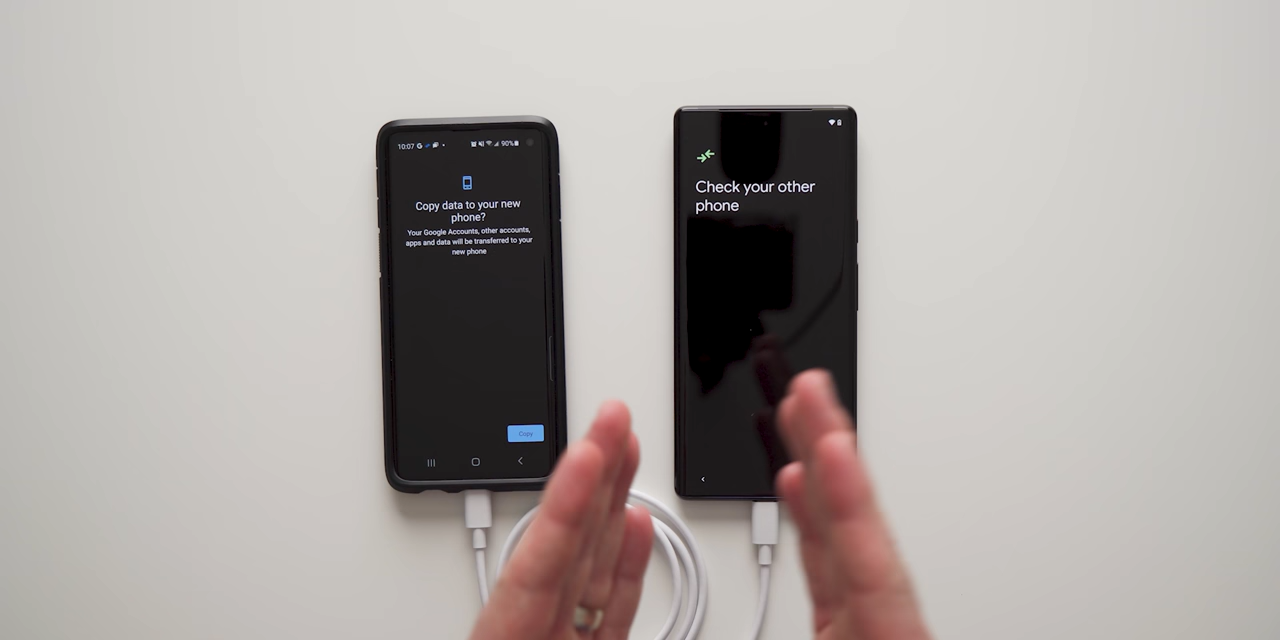 10:07 G
90%
Copy data to your new
phone?
Your Google Accounts, other accounts,
apps and data will be transferred to your
new phone
Copy
Check your other
phone